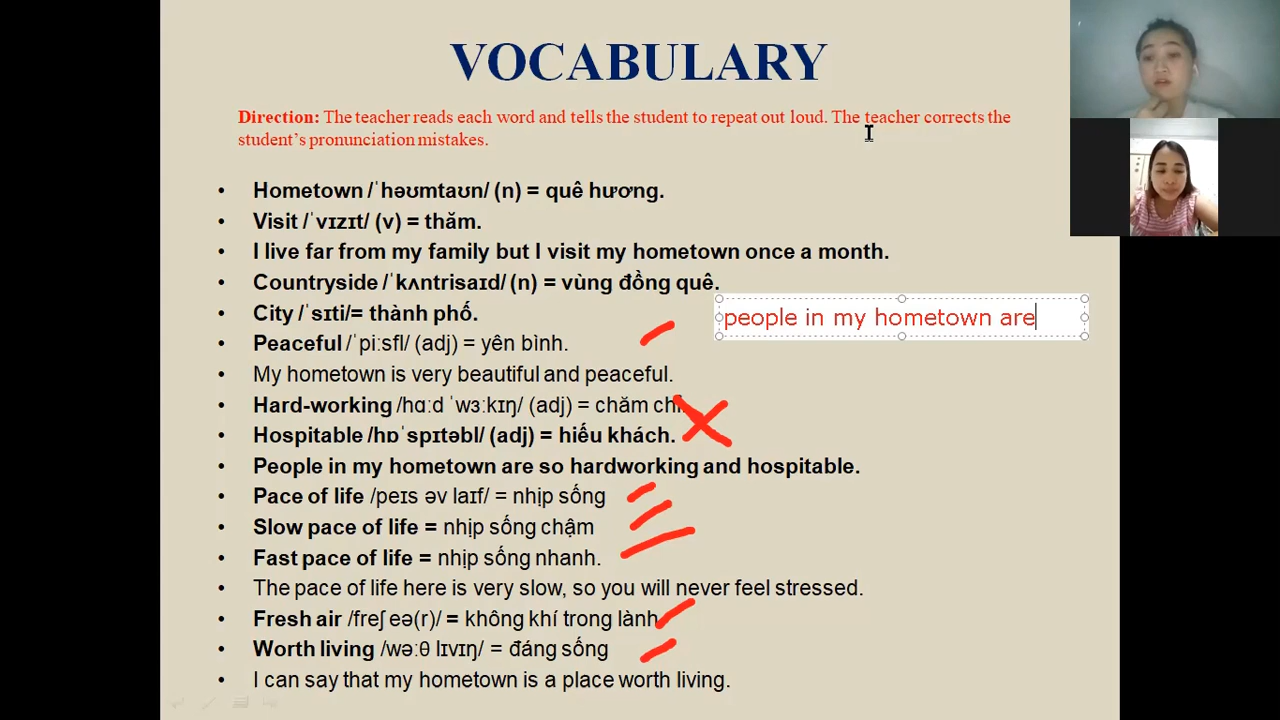 VOCABULARY
Direction: The teacher reads each word and tells the student to repeat out loud. The teacher corrects the
student’s pronunciation mistakes.
• Hometown /ˈhəʊmtaʊn/ (n) = quê hương.
• Visit /ˈvɪzɪt/ (v) = thăm.
• I live far from my family but I visit my hometown once a month.
• Countryside /ˈkʌntrisaɪd/ (n) = vùng đồng quê.
• City /ˈsɪti/= thành phố.
people in my hometown are
• Peaceful /ˈpiːsfl/ (adj) = yên bình.
• My hometown is very beautiful and peaceful.
• Hard-working /hɑːd ˈwɜːkɪŋ/ (adj) = chăm chỉ.
• Hospitable /hɒˈspɪtəbl/ (adj) = hiếu khách.
• People in my hometown are so hardworking and hospitable.
• Pace of life /peɪs əv laɪf/ = nhịp sống
• Slow pace of life = nhịp sống chậm
• Fast pace of life = nhịp sống nhanh.
• The pace of life here is very slow, so you will never feel stressed.
• Fresh air /freʃ eə(r)/ = không khí trong lành
• Worth living /wəːθ lɪvɪŋ/ = đáng sống
• I can say that my hometown is a place worth living.